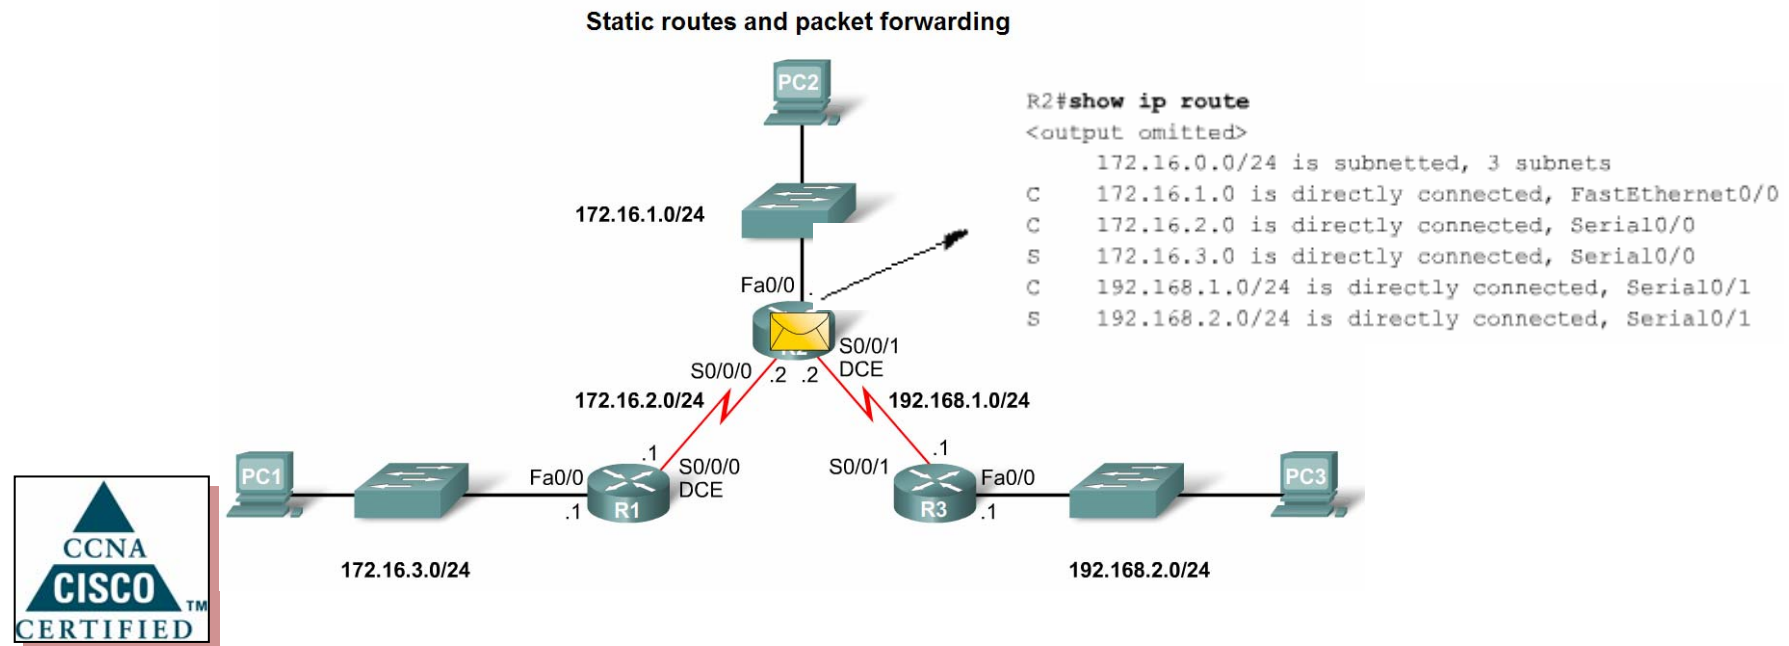 Static routes and packet forwarding
PC2
R2#show ip route
<output omitted>
172.16.0.0/24 is subnetted, 3 subnets
C 172.16.1.0 is directly connected, FastEthernet0/0
C 172.16.2.0 is directly connected, Serial0/0
S 172.16.3.0 is directly connected, Serial0/0
C 192.168.1.0/24 is directly connected, Serial0/1
S 192.168.2.0/24 is directly connected, Serial0/1
172.16.1.0/24
Fa0/0
S0/0/1
DCE
S0/0/0
.2 .2
172.16.2.0/24
192.168.1.0/24
.1
.1
PC1
Fa0/0
S0/0/0
DCE
S0/0/1
Fa0/0
PC3
.1
R1
R3
.1
172.16.3.0/24
192.168.2.0/24
CCNA
CISCO
TM
CERTIFIED